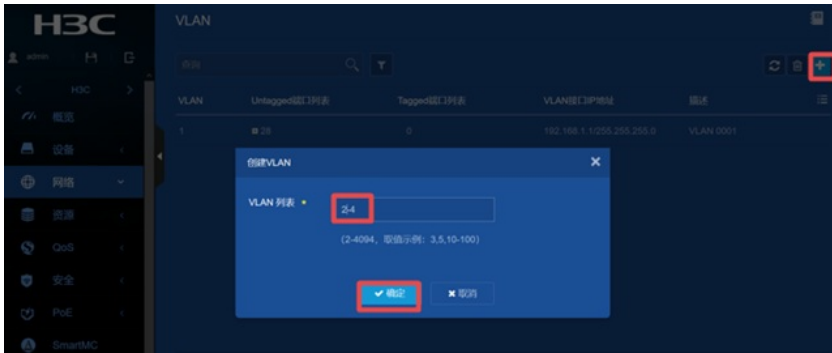 H3C
VLAN
admin
查询
H3C
VLAN
Untagged端口列表
Tagged端口列表
VLAN接口IP地址
描述
概览
1
28
0
192.168.1.1/255.255.255.0
VLAN 0001
设备
创建VLAN
网络
VLAN 列表
2-4
资源
(2-4094, 取值示例: 3,5,10-100)
QoS
安全
确定
取消
PoE
SmartMC